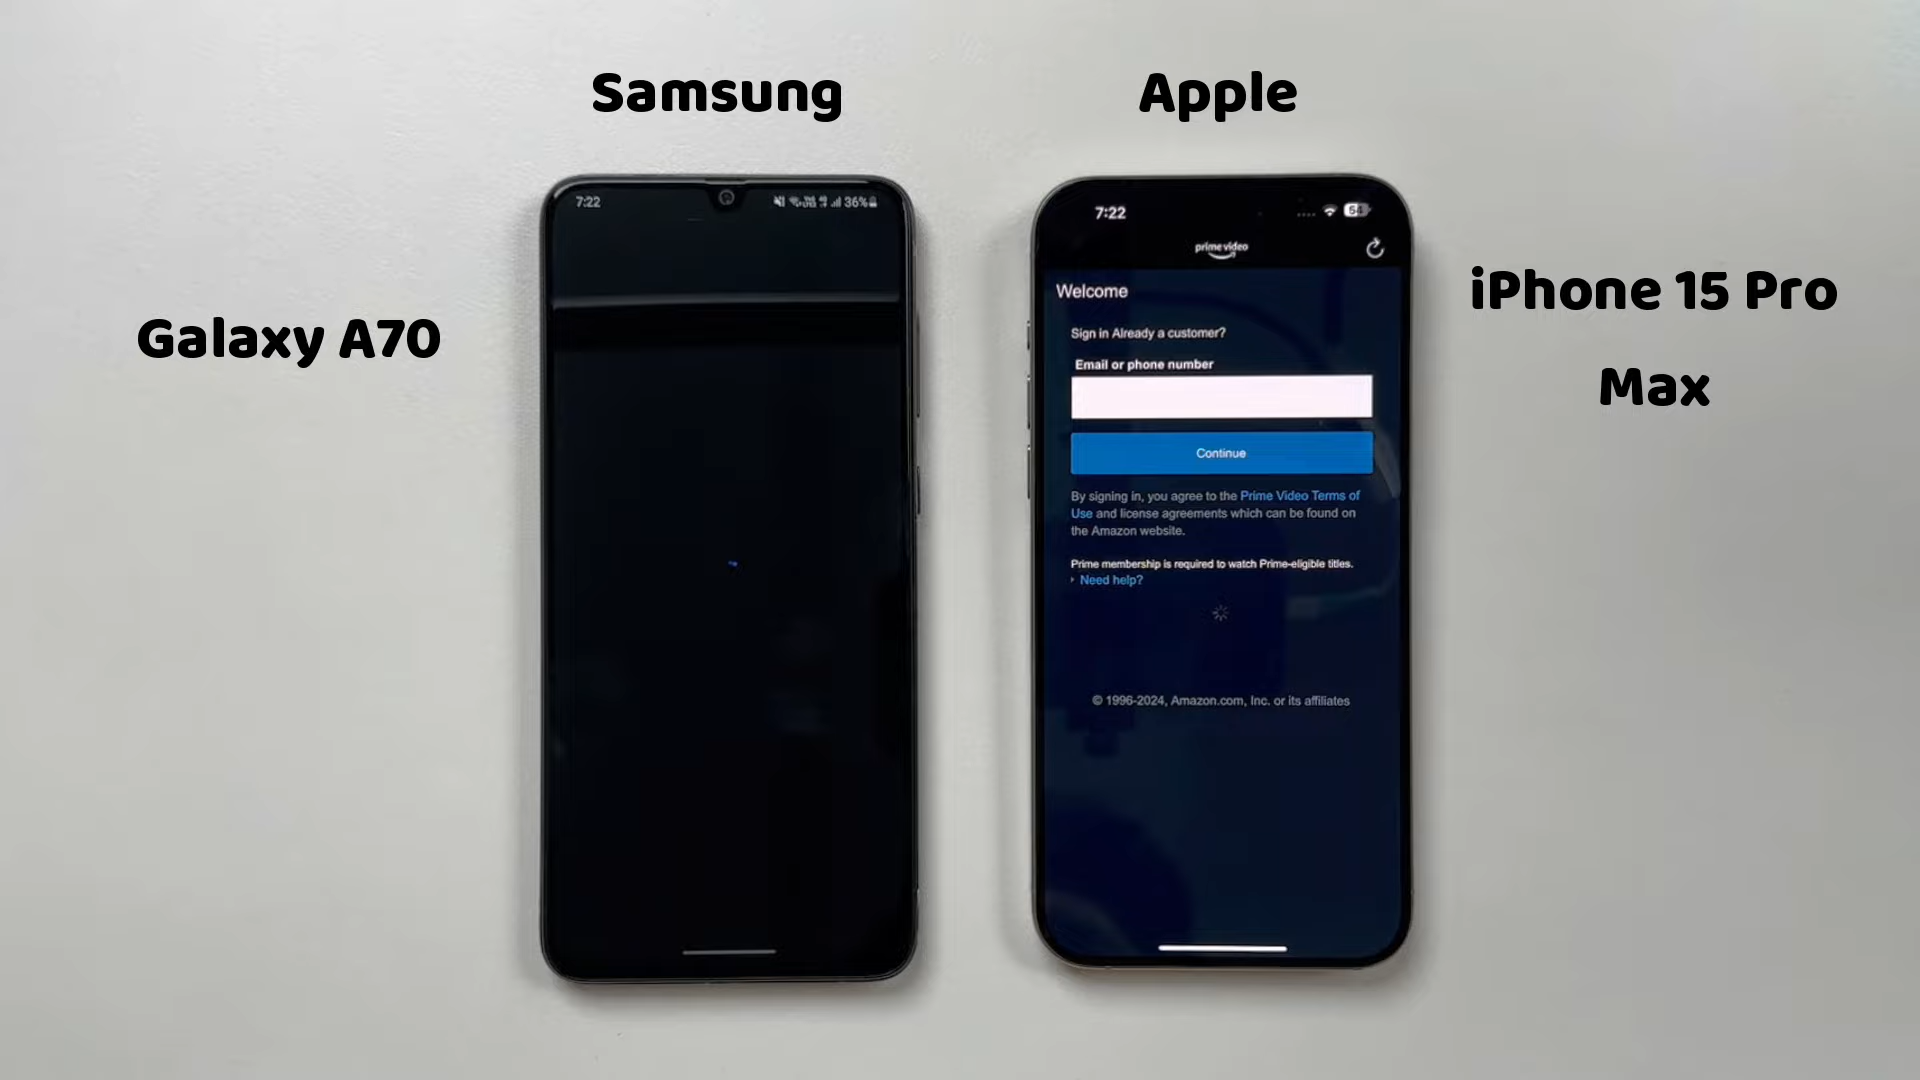 Samsung
Apple
Galaxy A70
iPhone 15 Pro
Max
7:22
36%
7:22
54
prime video
Welcome
Sign in Already a customer?
Email or phone number
Continue
By signing in, you agree to the Prime Video Terms of
Use and license agreements which can be found on
the Amazon website.
Prime membership is required to watch Prime-eligible titles.
Need help?
© 1996-2024, Amazon.com, Inc. or its affiliates